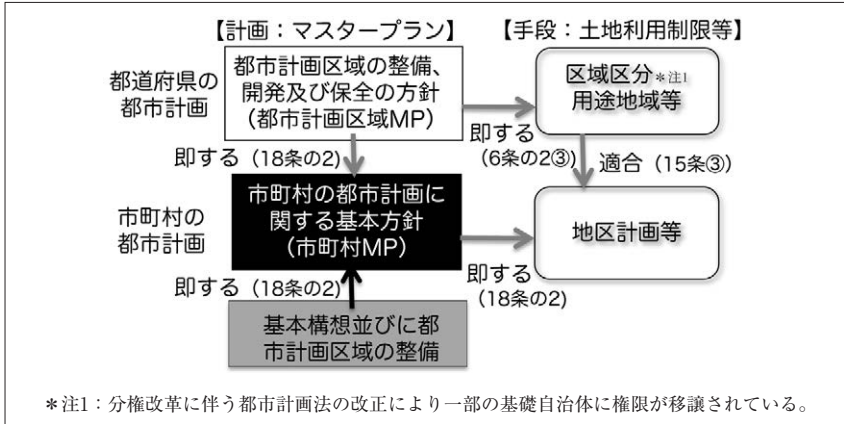 【計画：マスタープラン】
【手段：土地利用制限等】
都道府県の
都市計画
都市計画区域の整備、
開発及び保全の方針
（都市計画区域MP）
区域区分＊注1
用途地域等
即する（18条の2）
即する
（6条の2③）
適合（15条③）
市町村の
都市計画
市町村の都市計画に
関する基本方針
（市町村MP）
地区計画等
即する（18条の2）
即する
（18条の2）
基本構想並びに都
市計画区域の整備
＊注1：分権改革に伴う都市計画法の改正により一部の基礎自治体に権限が移譲されている。